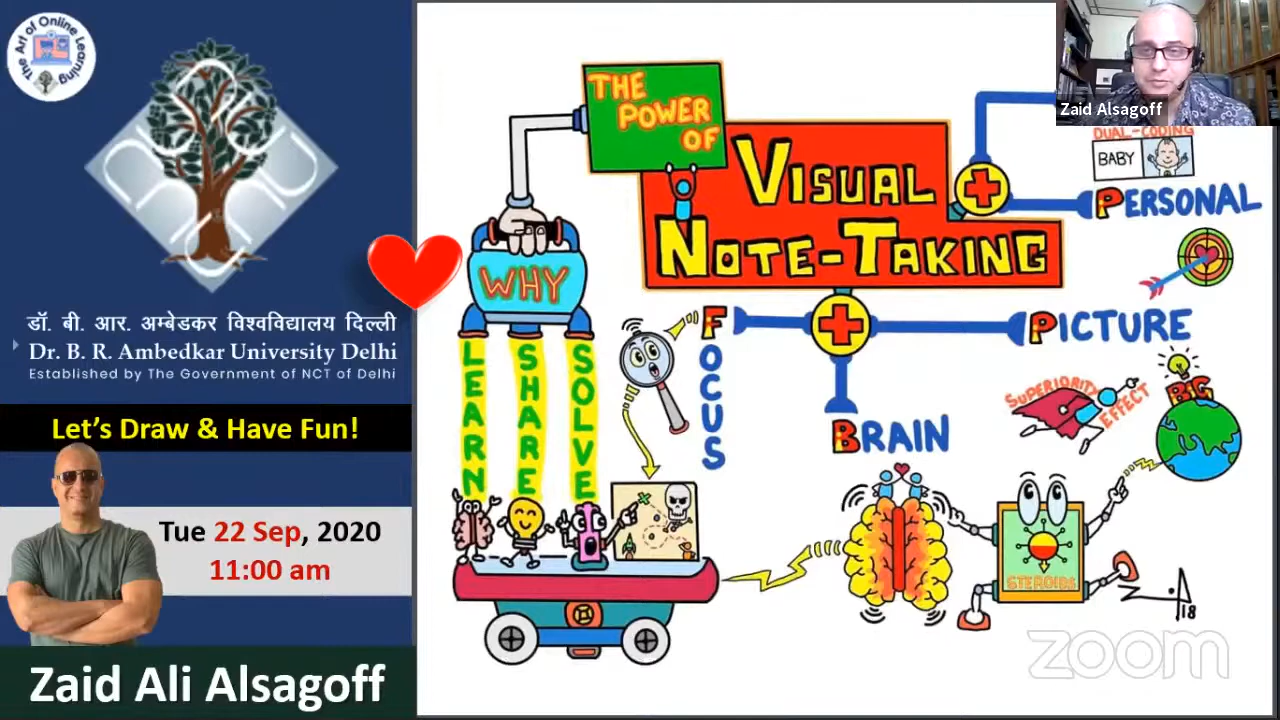 The Art of Online Learning
डॉ. बी. आर. अम्बेडकर विश्वविद्यालय दिल्ली
Dr. B. R. Ambedkar University Delhi
Established by The Government of NCT of Delhi
Let's Draw & Have Fun!
Tue 22 Sep, 2020
11:00 am
Zaid Ali Alsagoff
THE
POWER
OF
VISUAL
NOTE-TAKING
Zaid Alsagoff
DUAL-CODING
BABY
PERSONAL
WHY
LEARN
SHARE
SOLVE
FOCUS
PICTURE
BRAIN
SUPERIORITY
EFFECT
BIG
STEROIDS
18
zoom